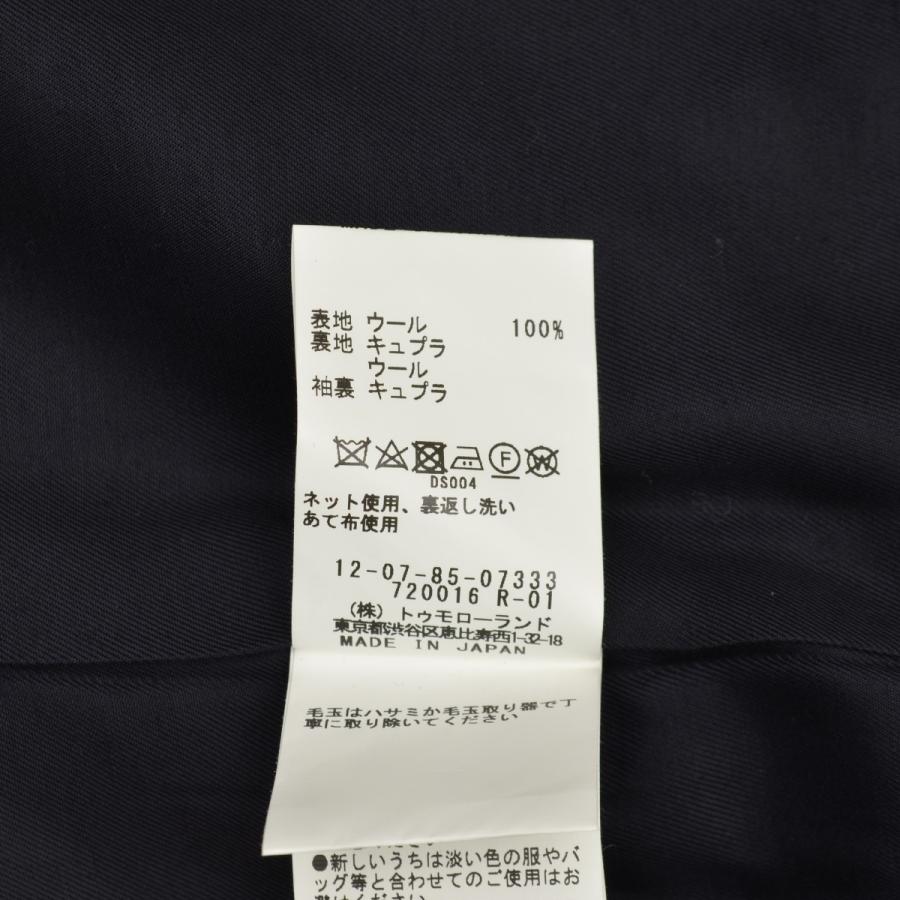 表地 ウール 100%
裏地 キュプラ
ウール
袖裏 キュプラ
F W
DS004
ネット使用、裏返し洗い
あて布使用
12-07-85-07333
720016 R-01
(株) トゥモローランド
東京都渋谷区恵比寿西1-32-18
MADE IN JAPAN
毛玉はハサミか毛玉取り器で丁
寧に取り除いてください
●新しいうちは淡い色の服やバ
ッグ等と合わせてのご使用はお